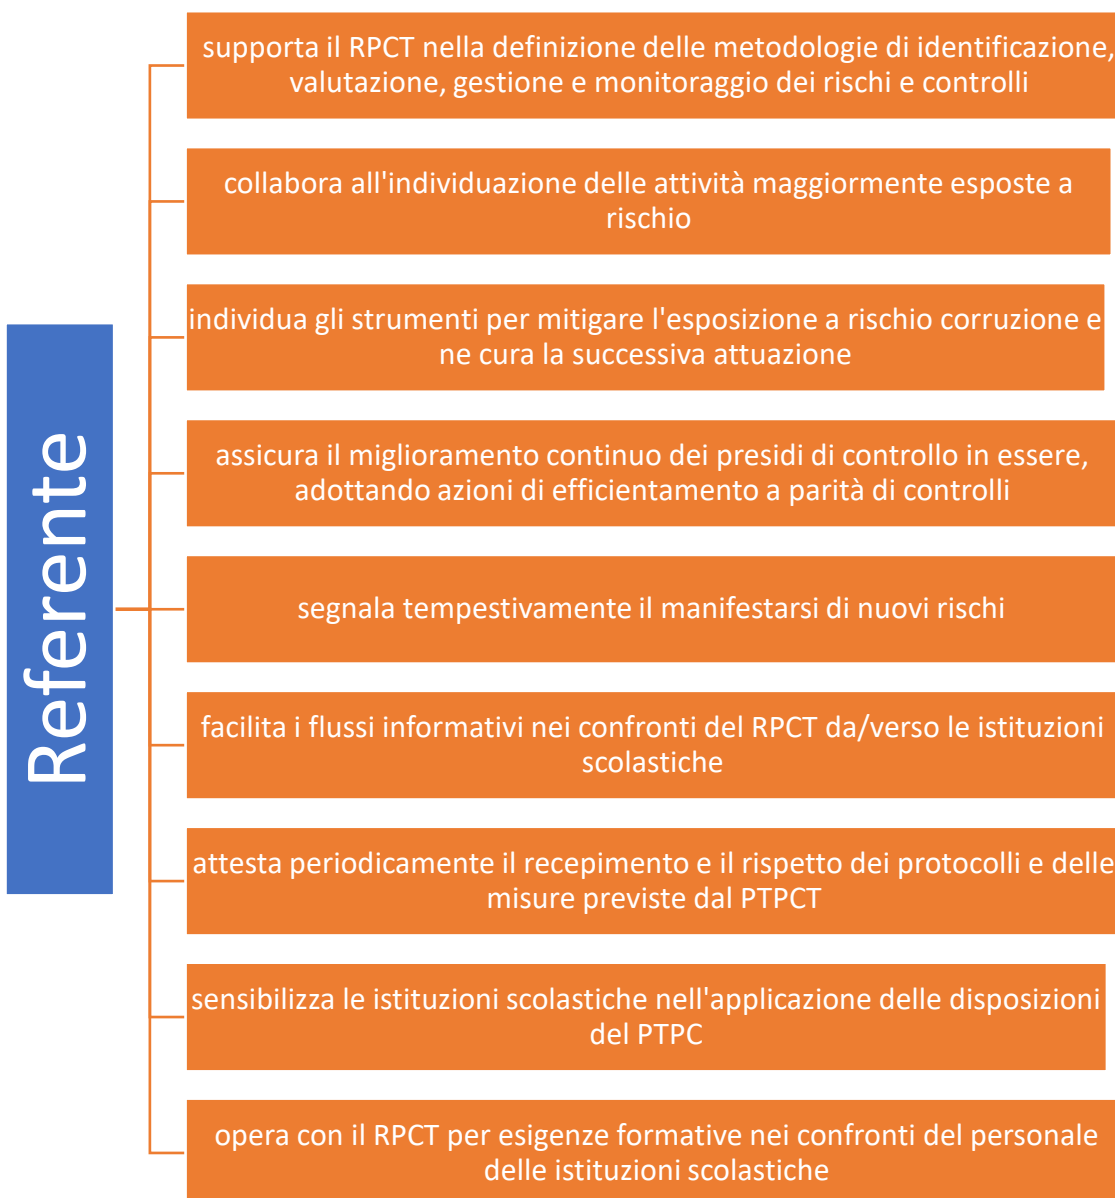 Referente
supporta il RPCT nella definizione delle metodologie di identificazione,
valutazione, gestione e monitoraggio dei rischi e controlli
collabora all'individuazione delle attività maggiormente esposte a
rischio
individua gli strumenti per mitigare l'esposizione a rischio corruzione e
ne cura la successiva attuazione
assicura il miglioramento continuo dei presidi di controllo in essere,
adottando azioni di efficientamento a parità di controlli
segnala tempestivamente il manifestarsi di nuovi rischi
facilita i flussi informativi nei confronti del RPCT da/verso le istituzioni
scolastiche
attesta periodicamente il recepimento e il rispetto dei protocolli e delle
misure previste dal PTPCT
sensibilizza le istituzioni scolastiche nell'applicazione delle disposizioni
del PTPC
opera con il RPCT per esigenze formative nei confronti del personale
delle istituzioni scolastiche